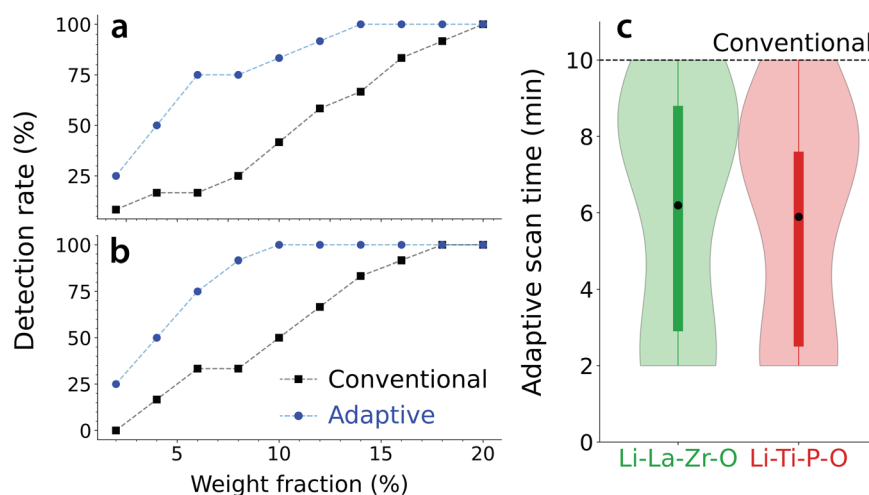 a
100
75
50
25
b
100
75
50
25
0
Detection rate (%)
Conventional
Adaptive
5
10
15
20
Weight fraction (%)
c
Conventional
10
8
6
4
2
0
Adaptive scan time (min)
Li-La-Zr-O
Li-Ti-P-O